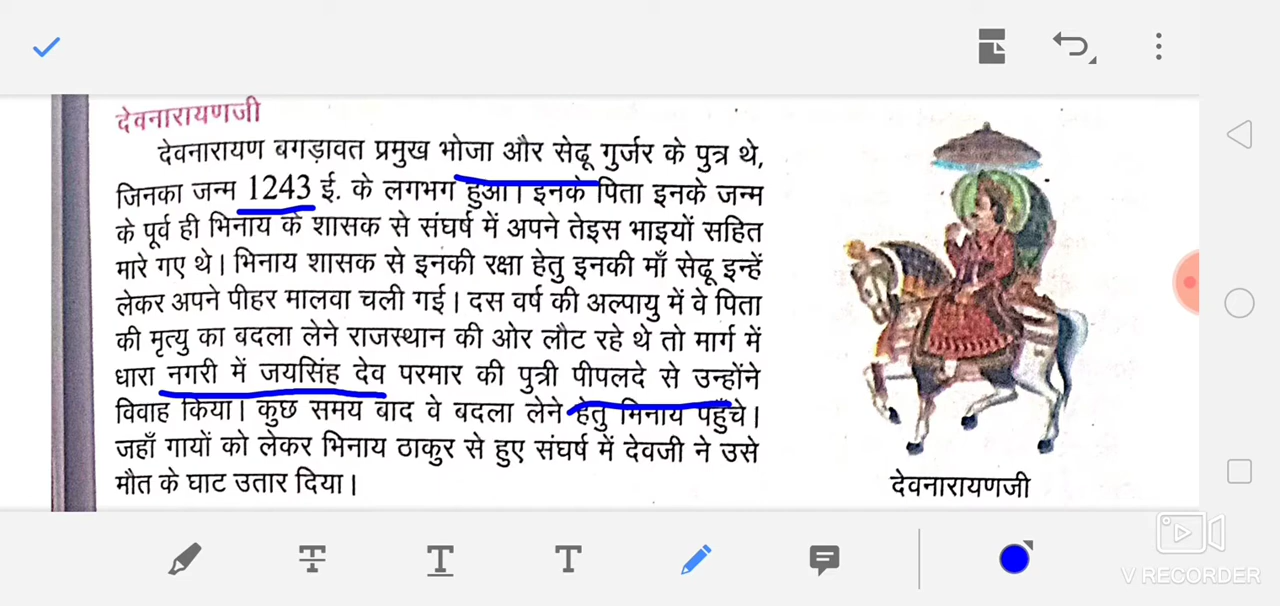 देवनारायणजी
देवनारायण बगड़ावत प्रमुख भोजा और सेढू गुर्जर के पुत्र थे,
जिनका जन्म 1243 ई. के लगभग हुआ। इनके पिता इनके जन्म
के पूर्व ही भिनाय के शासक से संघर्ष में अपने तेइस भाइयों सहित
मारे गए थे। भिनाय शासक से इनकी रक्षा हेतु इनकी माँ सेढू इन्हें
लेकर अपने पीहर मालवा चली गई। दस वर्ष की अल्पायु में वे पिता
की मृत्यु का बदला लेने राजस्थान की ओर लौट रहे थे तो मार्ग में
धारा नगरी में जयसिंह देव परमार की पुत्री पीपलदे से उन्होंने
विवाह किया। कुछ समय बाद वे बदला लेने हेतु भिनाय पहुँचे।
जहाँ गायों को लेकर भिनाय ठाकुर से हुए संघर्ष में देवजी ने उसे
मौत के घाट उतार दिया।
देवनारायणजी
T T T
V RECORDER